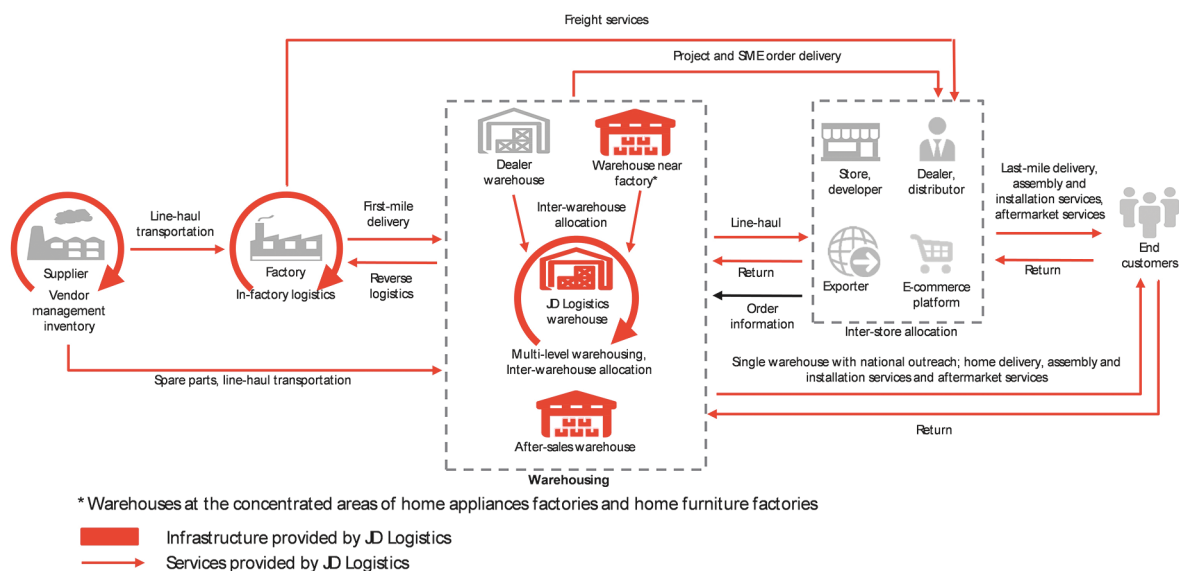 Freight services
Project and SME order delivery
Dealer
warehouse
Warehouse near
factory*
Store,
developer
Dealer,
distributor
Last-mile delivery,
assembly and
installation services,
aftermarket services
Line-haul
transportation
First-mile
delivery
Inter-warehouse
allocation
Line-haul
Supplier
Vendor
management
inventory
Factory
In-factory logistics
Reverse
logistics
JD Logistics
warehouse
Return
Exporter
E-commerce
platform
Return
End
customers
Order
information
Inter-store allocation
Multi-level warehousing,
Inter-warehouse allocation
Spare parts, line-haul transportation
Single warehouse with national outreach; home delivery, assembly and
installation services and aftermarket services
Return
After-sales warehouse
Warehousing
* Warehouses at the concentrated areas of home appliances factories and home furniture factories
Infrastructure provided by JD Logistics
Services provided by JD Logistics